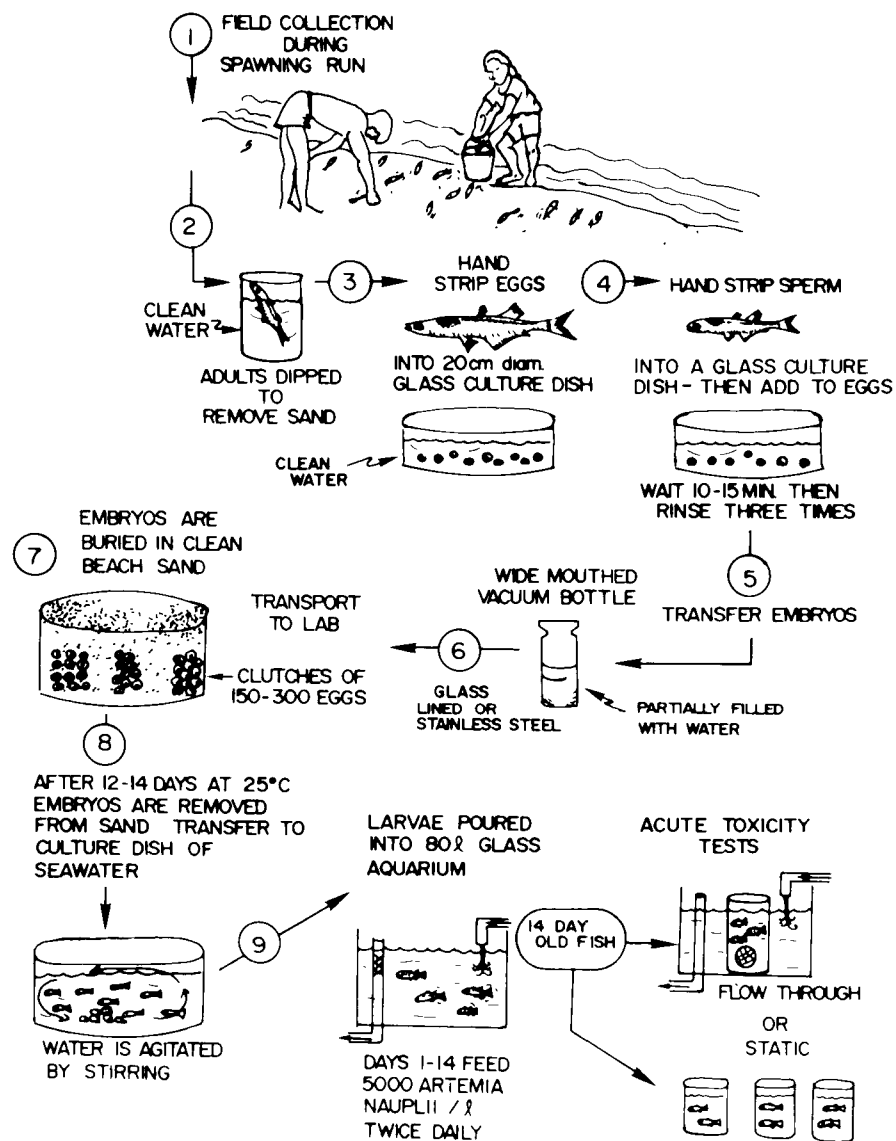 1
FIELD COLLECTION
DURING
SPAWNING RUN
2
CLEAN
WATER
ADULTS DIPPED
TO
REMOVE SAND
3
HAND
STRIP EGGS
INTO 20cm diam.
GLASS CULTURE DISH
CLEAN
WATER
4
HAND STRIP SPERM
INTO A GLASS CULTURE
DISH - THEN ADD TO EGGS
WAIT 10-15 MIN. THEN
RINSE THREE TIMES
5
TRANSFER EMBRYOS
WIDE MOUTHED
VACUUM BOTTLE
PARTIALLY FILLED
WITH WATER
6
GLASS
LINED OR
STAINLESS STEEL
TRANSPORT
TO LAB
7
EMBRYOS ARE
BURIED IN CLEAN
BEACH SAND
CLUTCHES OF
150-300 EGGS
8
AFTER 12-14 DAYS AT 25°C
EMBRYOS ARE REMOVED
FROM SAND TRANSFER TO
CULTURE DISH OF
SEAWATER
WATER IS AGITATED
BY STIRRING
9
LARVAE POURED
INTO 80ℓ GLASS
AQUARIUM
DAYS 1-14 FEED
5000 ARTEMIA
NAUPLII / ℓ
TWICE DAILY
14 DAY
OLD FISH
ACUTE TOXICITY
TESTS
FLOW THROUGH
OR
STATIC